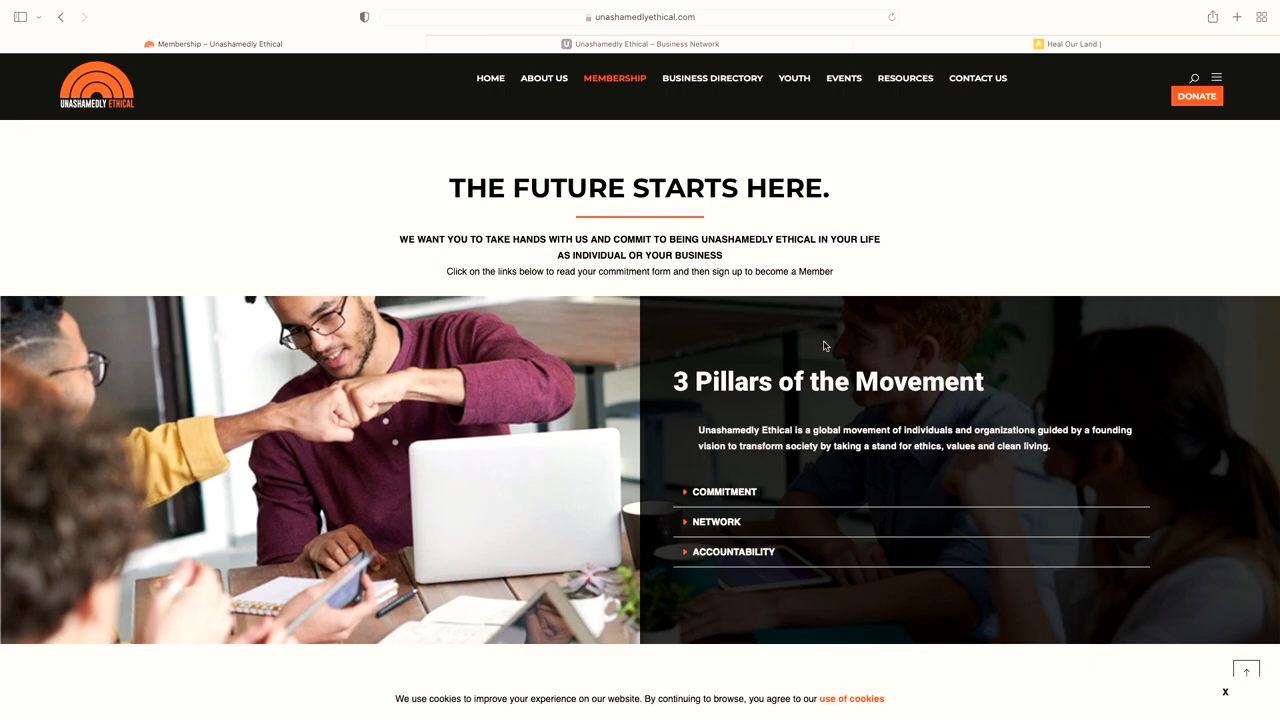 unashamedlyethical.com
Membership – Unashamedly Ethical
U Unashamedly Ethical – Business Network
Heal Our Land |
UNASHAMEDLY ETHICAL
HOME ABOUT US MEMBERSHIP BUSINESS DIRECTORY YOUTH EVENTS RESOURCES CONTACT US
DONATE
THE FUTURE STARTS HERE.
WE WANT YOU TO TAKE HANDS WITH US AND COMMIT TO BEING UNASHAMEDLY ETHICAL IN YOUR LIFE
AS INDIVIDUAL OR YOUR BUSINESS
Click on the links below to read your commitment form and then sign up to become a Member
3 Pillars of the Movement
Unashamedly Ethical is a global movement of individuals and organizations guided by a founding
vision to transform society by taking a stand for ethics, values and clean living.
COMMITMENT
NETWORK
ACCOUNTABILITY
X
We use cookies to improve your experience on our website. By continuing to browse, you agree to our use of cookies